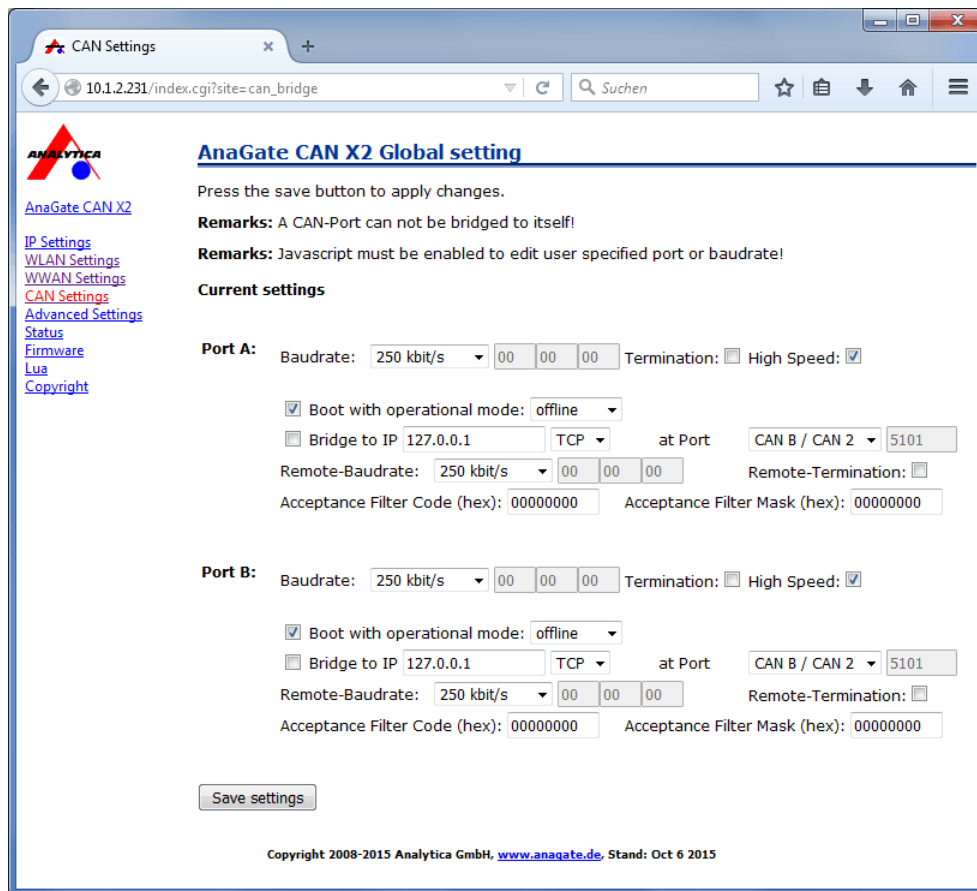 CAN Settings
10.1.2.231/index.cgi?site=can_bridge
Suchen
ANALYTICA
AnaGate CAN X2
IP Settings
WLAN Settings
WWAN Settings
CAN Settings
Advanced Settings
Status
Firmware
Lua
Copyright
AnaGate CAN X2 Global setting
Press the save button to apply changes.
Remarks: A CAN-Port can not be bridged to itself!
Remarks: Javascript must be enabled to edit user specified port or baudrate!
Current settings
Port A: Baudrate: 250 kbit/s 00 00 00 Termination: High Speed:
Boot with operational mode: offline
Bridge to IP 127.0.0.1 TCP at Port CAN B / CAN 2 5101
Remote-Baudrate: 250 kbit/s 00 00 00 Remote-Termination:
Acceptance Filter Code (hex): 00000000 Acceptance Filter Mask (hex): 00000000
Port B: Baudrate: 250 kbit/s 00 00 00 Termination: High Speed:
Boot with operational mode: offline
Bridge to IP 127.0.0.1 TCP at Port CAN B / CAN 2 5101
Remote-Baudrate: 250 kbit/s 00 00 00 Remote-Termination:
Acceptance Filter Code (hex): 00000000 Acceptance Filter Mask (hex): 00000000
Save settings
Copyright 2008-2015 Analytica GmbH, www.anagate.de, Stand: Oct 6 2015